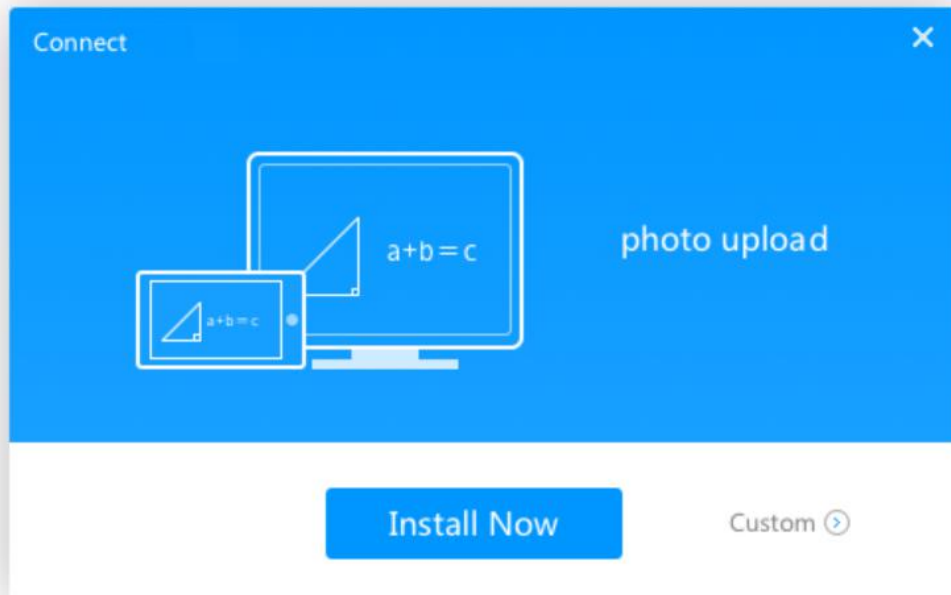 Connect
a+b=c
photo upload
a+b=c
Install Now
Custom